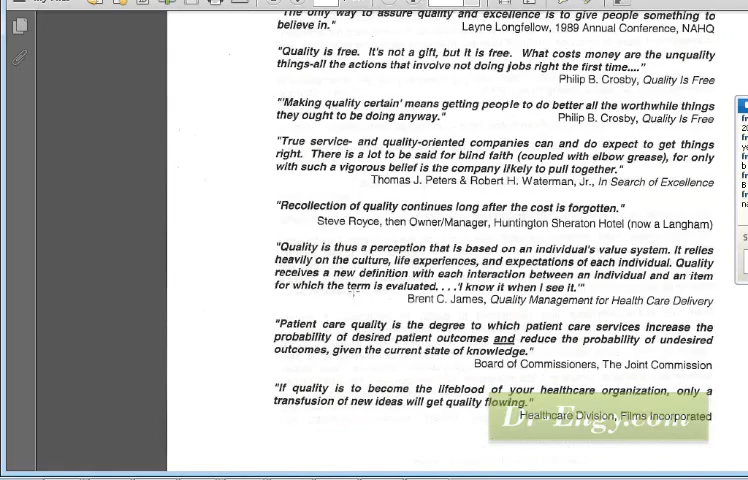 "The only way to assure quality and excellence is to give people something to
believe in." Layne Longfellow, 1989 Annual Conference, NAHQ
"Quality is free. It's not a gift, but it is free. What costs money are the unquality
things-all the actions that involve not doing jobs right the first time...."
Philip B. Crosby, Quality Is Free
"'Making quality certain' means getting people to do better all the worthwhile things
they ought to be doing anyway." Philip B. Crosby, Quality Is Free
"True service- and quality-oriented companies can and do expect to get things
right. There is a lot to be said for blind faith (coupled with elbow grease), for only
with such a vigorous belief is the company likely to pull together."
Thomas J. Peters & Robert H. Waterman, Jr., In Search of Excellence
"Recollection of quality continues long after the cost is forgotten."
Steve Royce, then Owner/Manager, Huntington Sheraton Hotel (now a Langham)
"Quality is thus a perception that is based on an individual's value system. It relies
heavily on the culture, life experiences, and expectations of each individual. Quality
receives a new definition with each interaction between an individual and an item
for which the term is evaluated. . . .'I know it when I see it.'"
Brent C. James, Quality Management for Health Care Delivery
"Patient care quality is the degree to which patient care services increase the
probability of desired patient outcomes and reduce the probability of undesired
outcomes, given the current state of knowledge."
Board of Commissioners, The Joint Commission
"If quality is to become the lifeblood of your healthcare organization, only a
transfusion of new ideas will get quality flowing."
Healthcare Division, Films Incorporated
Dr-Engy.com